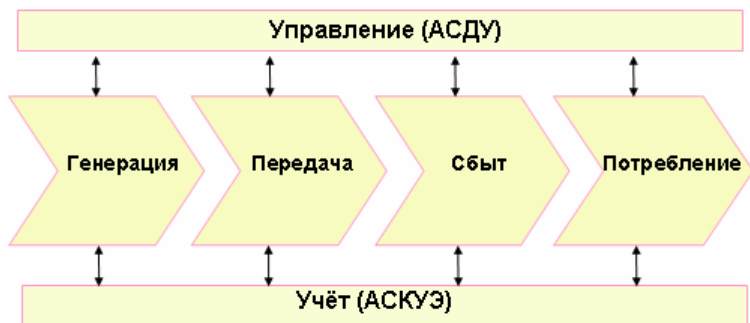 Управление (АСДУ)
Генерация
Передача
Сбыт
Потребление
Учёт (АСКУЭ)